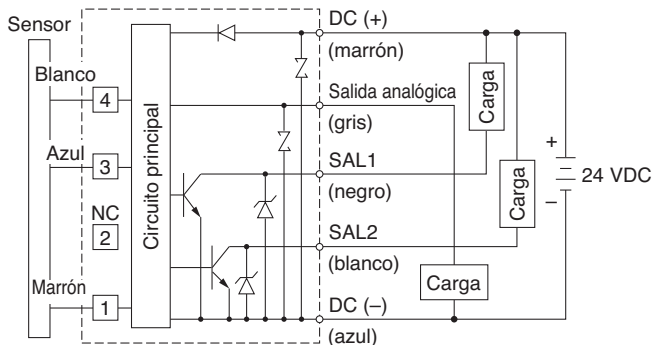 Sensor
Blanco
4
Azul
3
NC
2
Marrón
1
Circuito principal
DC (+)
(marrón)
Salida analógica
(gris)
SAL1
(negro)
SAL2
(blanco)
DC (–)
(azul)
Carga
Carga
Carga
+
24 VDC
–